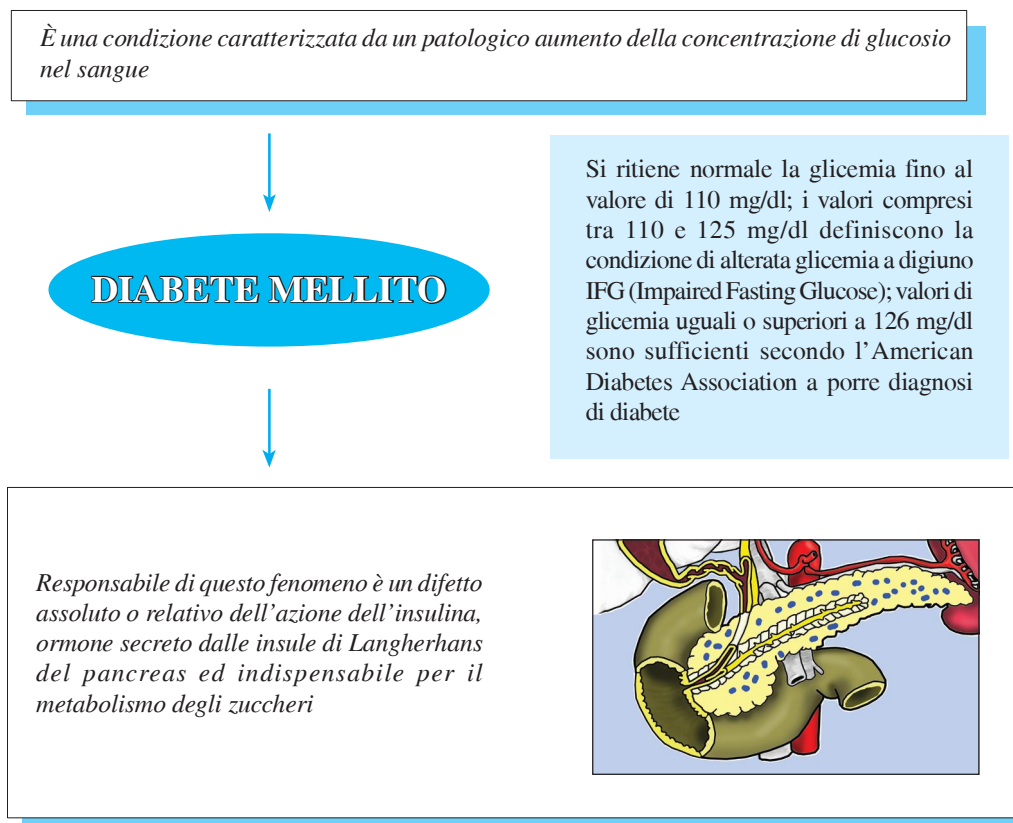 È una condizione caratterizzata da un patologico aumento della concentrazione di glucosio
nel sangue
DIABETE MELLITO
Si ritiene normale la glicemia fino al
valore di 110 mg/dl; i valori compresi
tra 110 e 125 mg/dl definiscono la
condizione di alterata glicemia a digiuno
IFG (Impaired Fasting Glucose); valori di
glicemia uguali o superiori a 126 mg/dl
sono sufficienti secondo l’American
Diabetes Association a porre diagnosi
di diabete
Responsabile di questo fenomeno è un difetto
assoluto o relativo dell’azione dell’insulina,
ormone secreto dalle insule di Langherhans
del pancreas ed indispensabile per il
metabolismo degli zuccheri